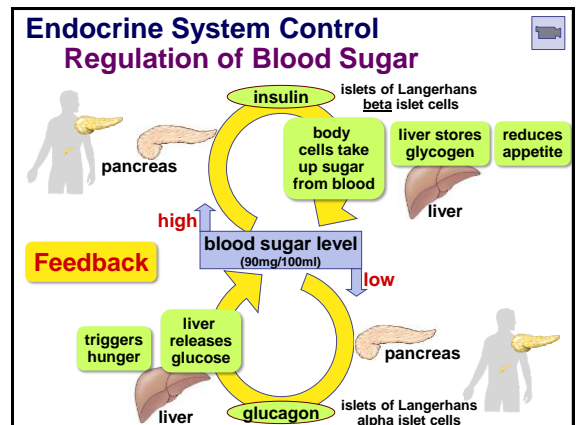 Endocrine System Control
Regulation of Blood Sugar
insulin
islets of Langerhans
beta islet cells
body
cells take
up sugar
from blood
liver stores
glycogen
reduces
appetite
pancreas
liver
high
blood sugar level
(90mg/100ml)
low
Feedback
triggers
hunger
liver
releases
glucose
pancreas
liver
glucagon
islets of Langerhans
alpha islet cells